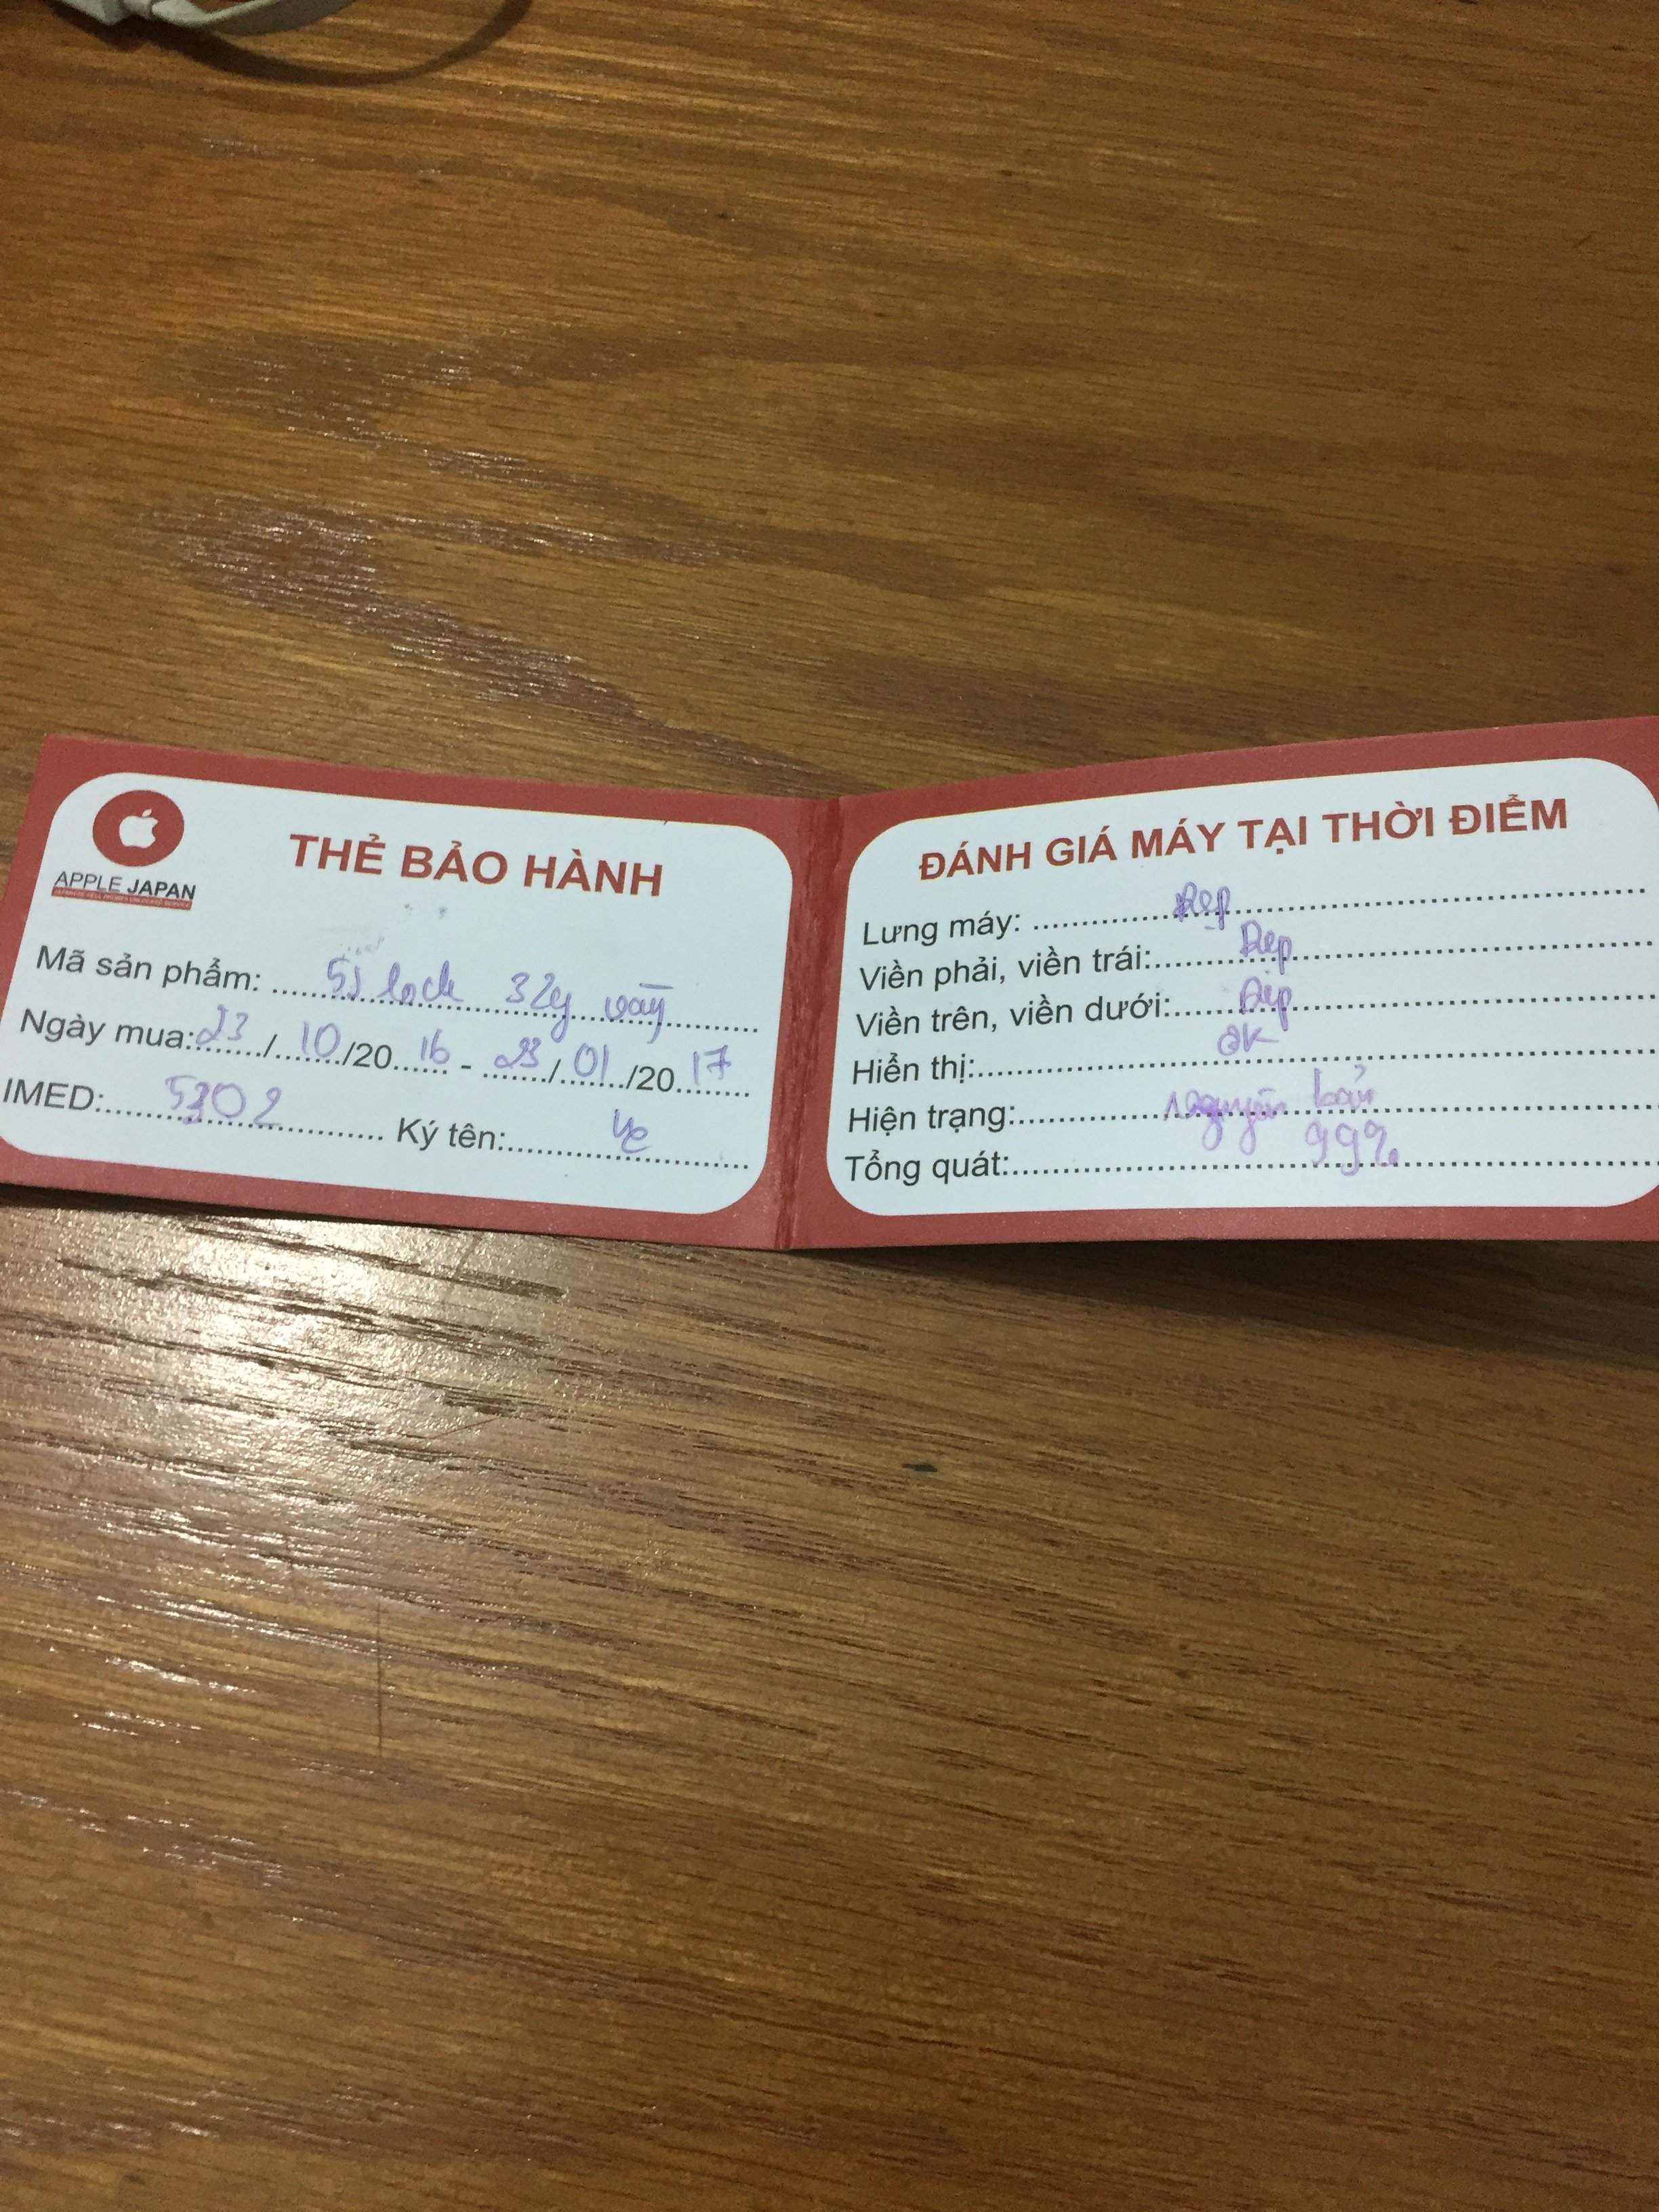 APPLE JAPAN
THẺ BẢO HÀNH
Mã sản phẩm: 5s lock 32g vàng
Ngày mua: 23/10/2016 - 23/01/2017
IMED: 5302 Ký tên:
ĐÁNH GIÁ MÁY TẠI THỜI ĐIỂM
Lưng máy: Đẹp
Viền phải, viền trái: Đẹp
Viền trên, viền dưới: Đẹp
Hiển thị: OK
Hiện trạng: nguyên bản
Tổng quát: 99%